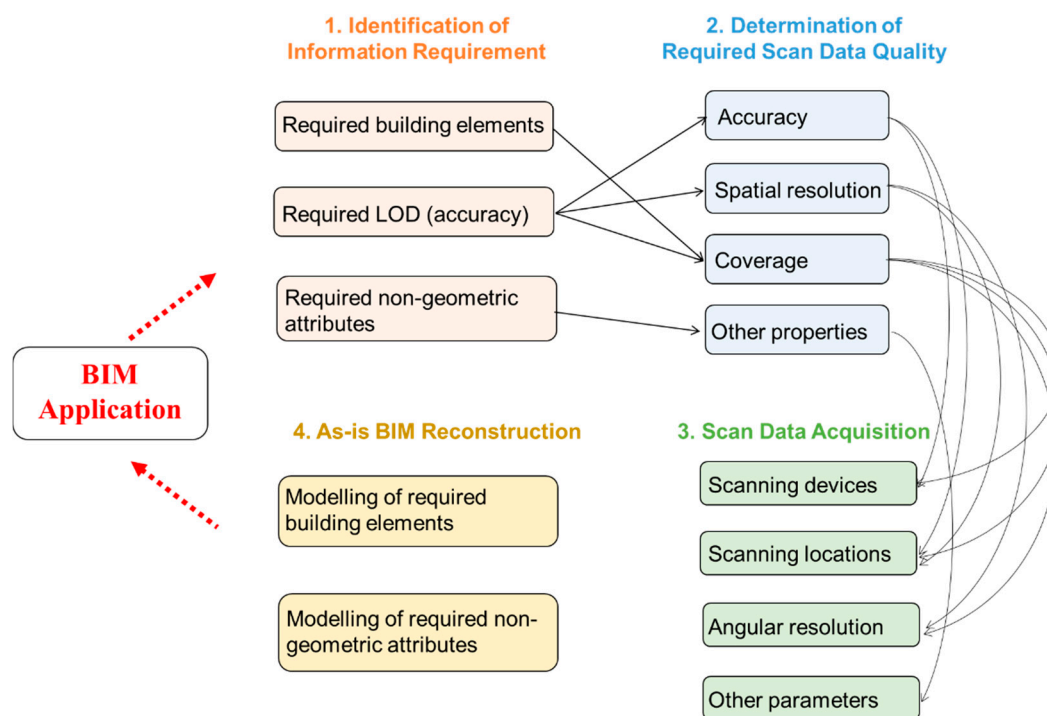 1. Identification of
Information Requirement
Required building elements
Required LOD (accuracy)
Required non-geometric
attributes
2. Determination of
Required Scan Data Quality
Accuracy
Spatial resolution
Coverage
Other properties
BIM
Application
4. As-is BIM Reconstruction
Modelling of required
building elements
Modelling of required non-
geometric attributes
3. Scan Data Acquisition
Scanning devices
Scanning locations
Angular resolution
Other parameters